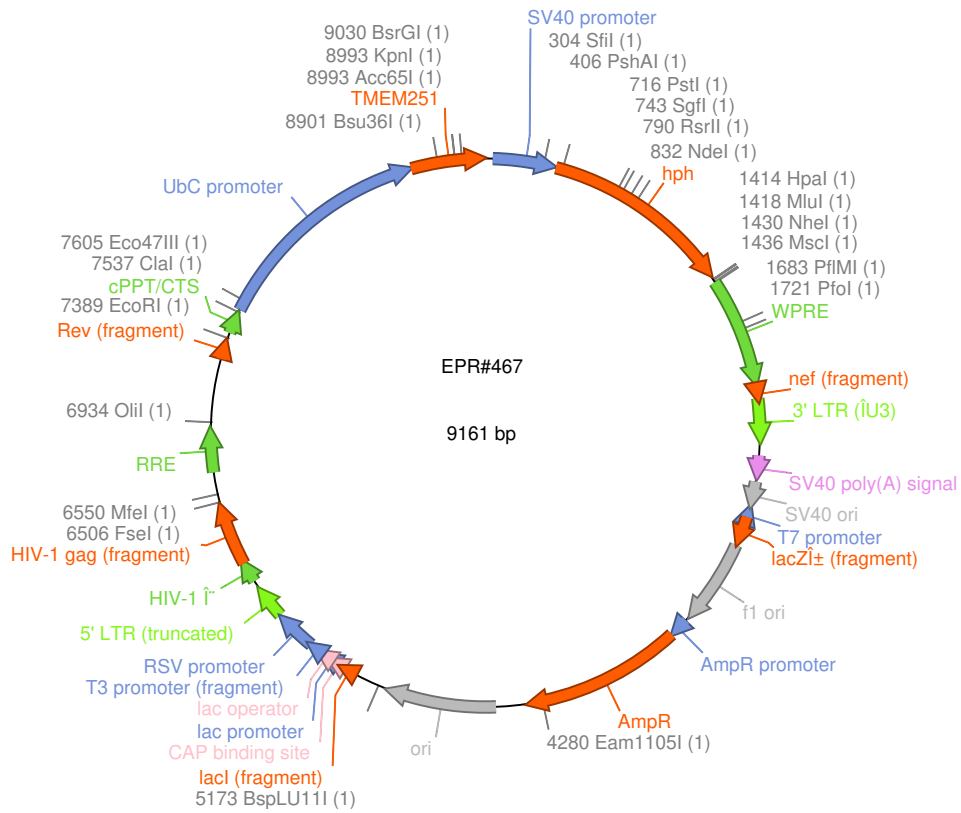 9030 BsrGI (1)
8993 KpnI (1)
8993 Acc65I (1)
TMEM251
8901 Bsu36I (1)
SV40 promoter
304 SfiI (1)
406 PshAI (1)
716 PstI (1)
743 SgfI (1)
790 RsrII (1)
832 NdeI (1)
hph
1414 HpaI (1)
1418 MluI (1)
1430 NheI (1)
1436 MscI (1)
1683 PflMI (1)
1721 PfoI (1)
WPRE
nef (fragment)
3' LTR (ÎU3)
SV40 poly(A) signal
SV40 ori
T7 promoter
lacZÎ± (fragment)
f1 ori
AmpR promoter
AmpR
4280 Eam1105I (1)
ori
5173 BspLU11I (1)
lacI (fragment)
CAP binding site
lac promoter
lac operator
T3 promoter (fragment)
RSV promoter
5' LTR (truncated)
HIV-1 Î¨
HIV-1 gag (fragment)
6506 FseI (1)
6550 MfeI (1)
RRE
6934 OliI (1)
Rev (fragment)
7389 EcoRI (1)
cPPT/CTS
7537 ClaI (1)
7605 Eco47III (1)
UbC promoter
EPR#467
9161 bp